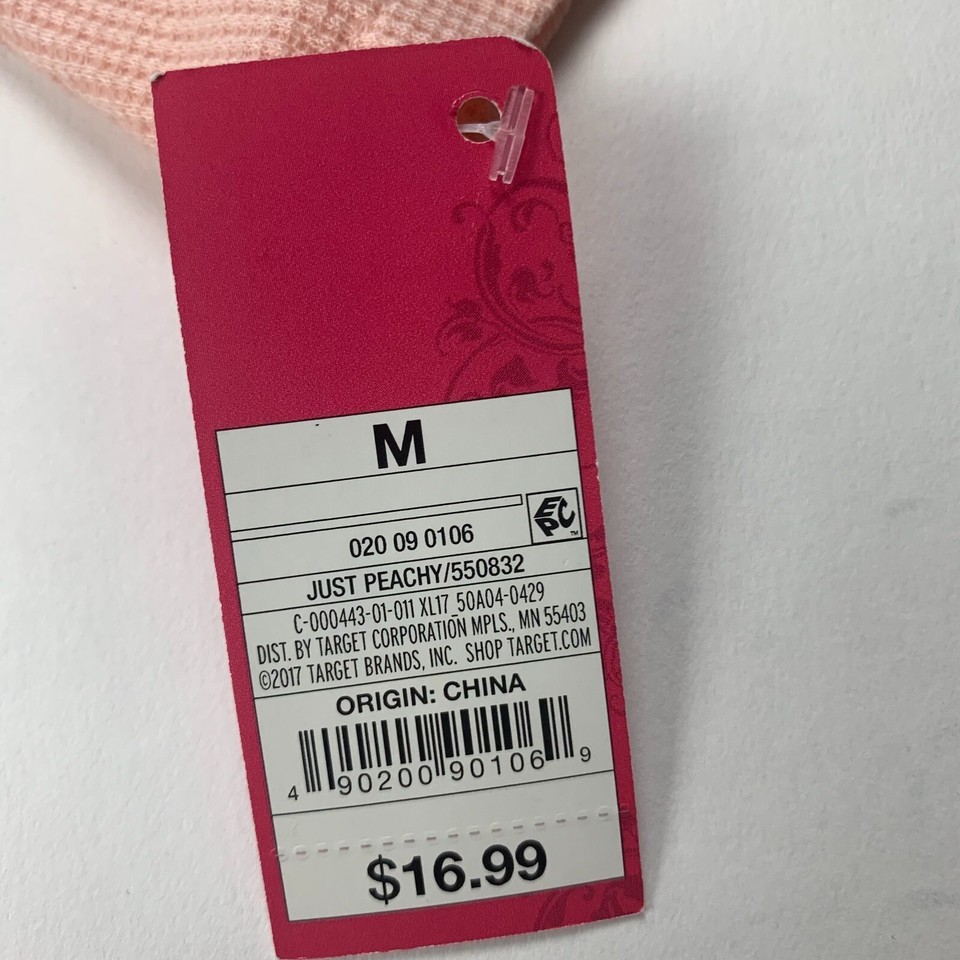 M
EPC™
020 09 0106
JUST PEACHY/550832
C-000443-01-011 XL17_50A04-0429
DIST. BY TARGET CORPORATION MPLS., MN 55403
©2017 TARGET BRANDS, INC. SHOP TARGET.COM
ORIGIN: CHINA
4 90200 90106 9
$16.99